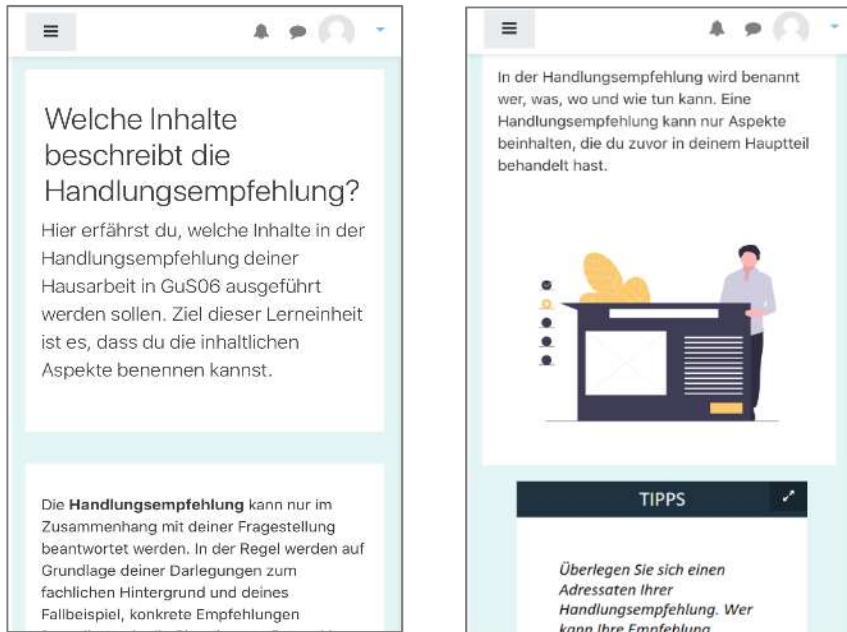 Welche Inhalte
beschreibt die
Handlungsempfehlung?
Hier erfährst du, welche Inhalte in der
Handlungsempfehlung deiner
Hausarbeit in GuS06 ausgeführt
werden sollen. Ziel dieser Lerneinheit
ist es, dass du die inhaltlichen
Aspekte benennen kannst.
Die Handlungsempfehlung kann nur im
Zusammenhang mit deiner Fragestellung
beantwortet werden. In der Regel werden auf
Grundlage deiner Darlegungen zum
fachlichen Hintergrund und deines
Fallbeispiel, konkrete Empfehlungen
In der Handlungsempfehlung wird benannt
wer, was, wo und wie tun kann. Eine
Handlungsempfehlung kann nur Aspekte
beinhalten, die du zuvor in deinem Hauptteil
behandelt hast.
TIPPS
Überlegen Sie sich einen
Adressaten Ihrer
Handlungsempfehlung. Wer
kann Ihre Empfehlung